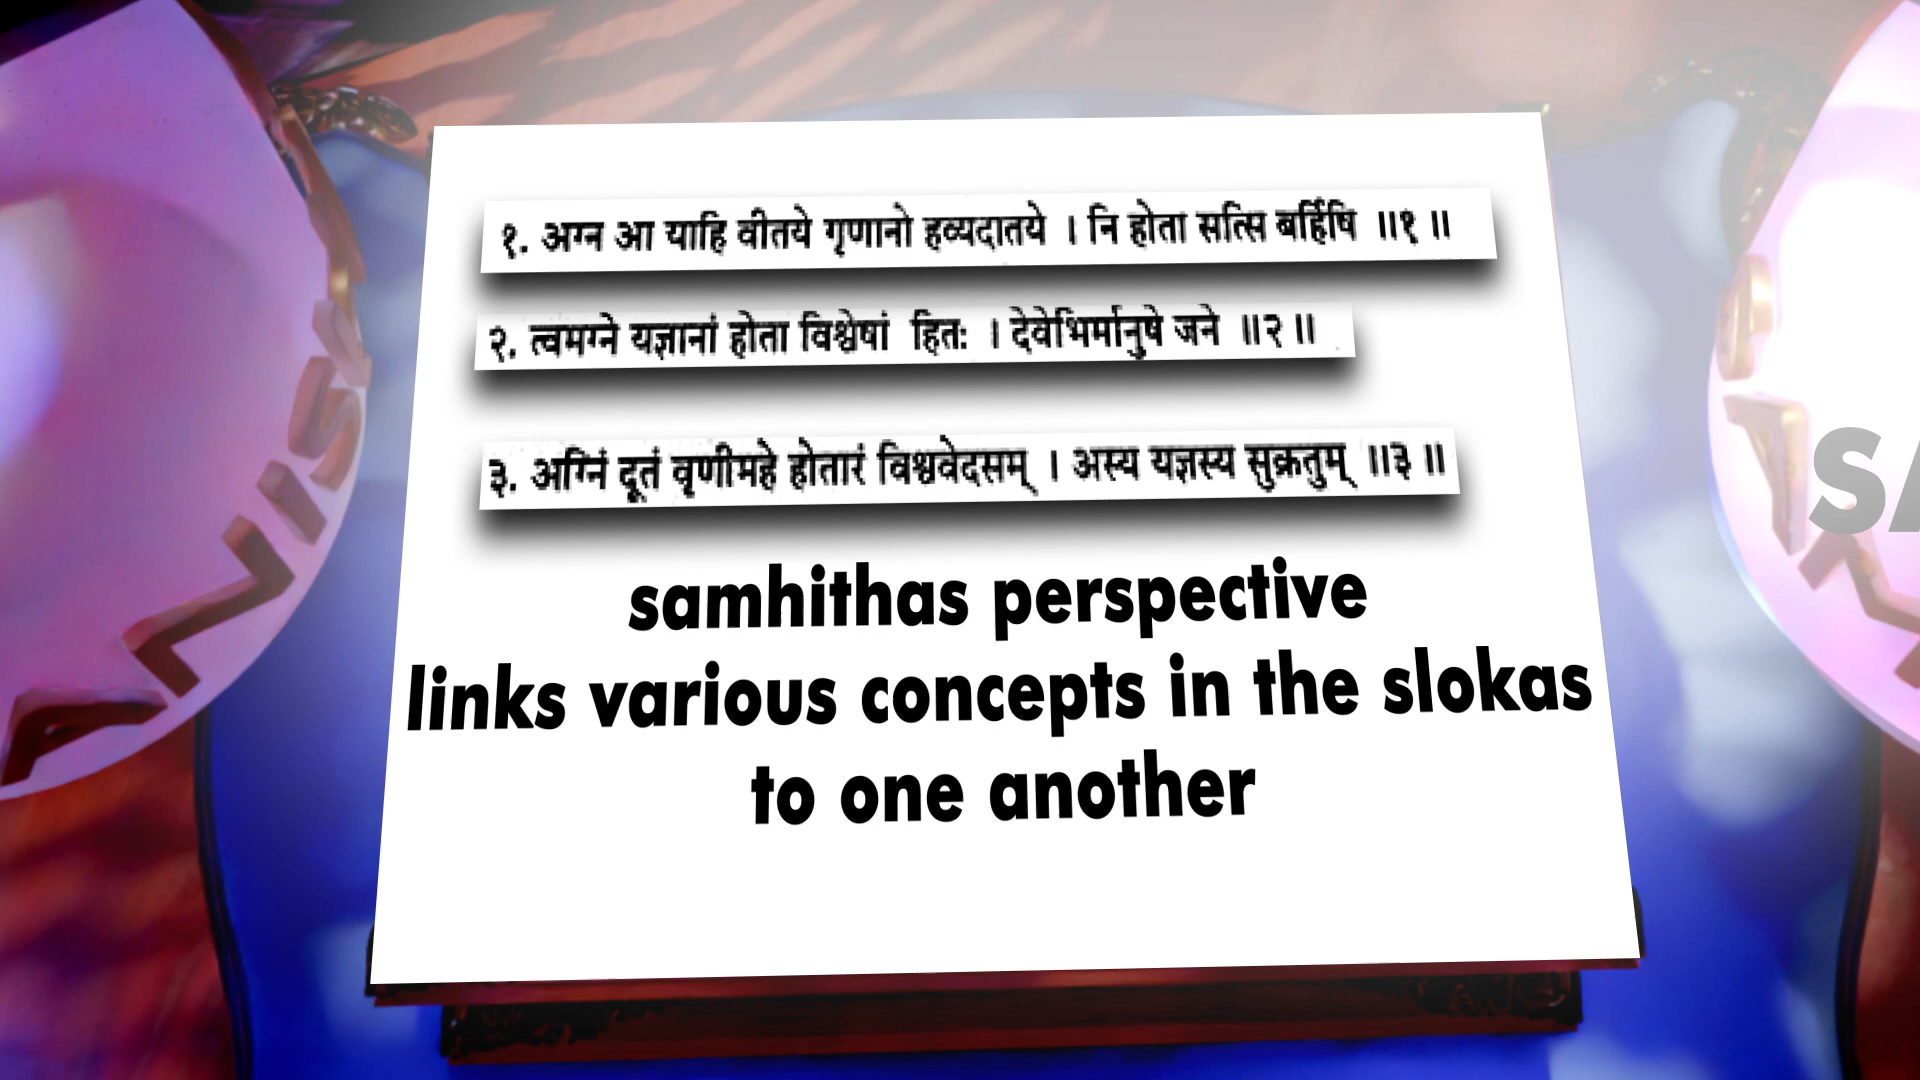 १. अग्न आ याहि वीतये गृणानो हव्यदातये । नि होता सत्सि बर्हिषि ॥१॥
२. त्वमग्ने यज्ञानां होता विश्वेषां हितः । देवेभिर्मानुषे जने ॥२॥
३. अग्निं दूतं वृणीमहे होतारं विश्ववेदसम् । अस्य यज्ञस्य सुक्रतुम् ॥३॥
samhithas perspective
links various concepts in the slokas
to one another
SA